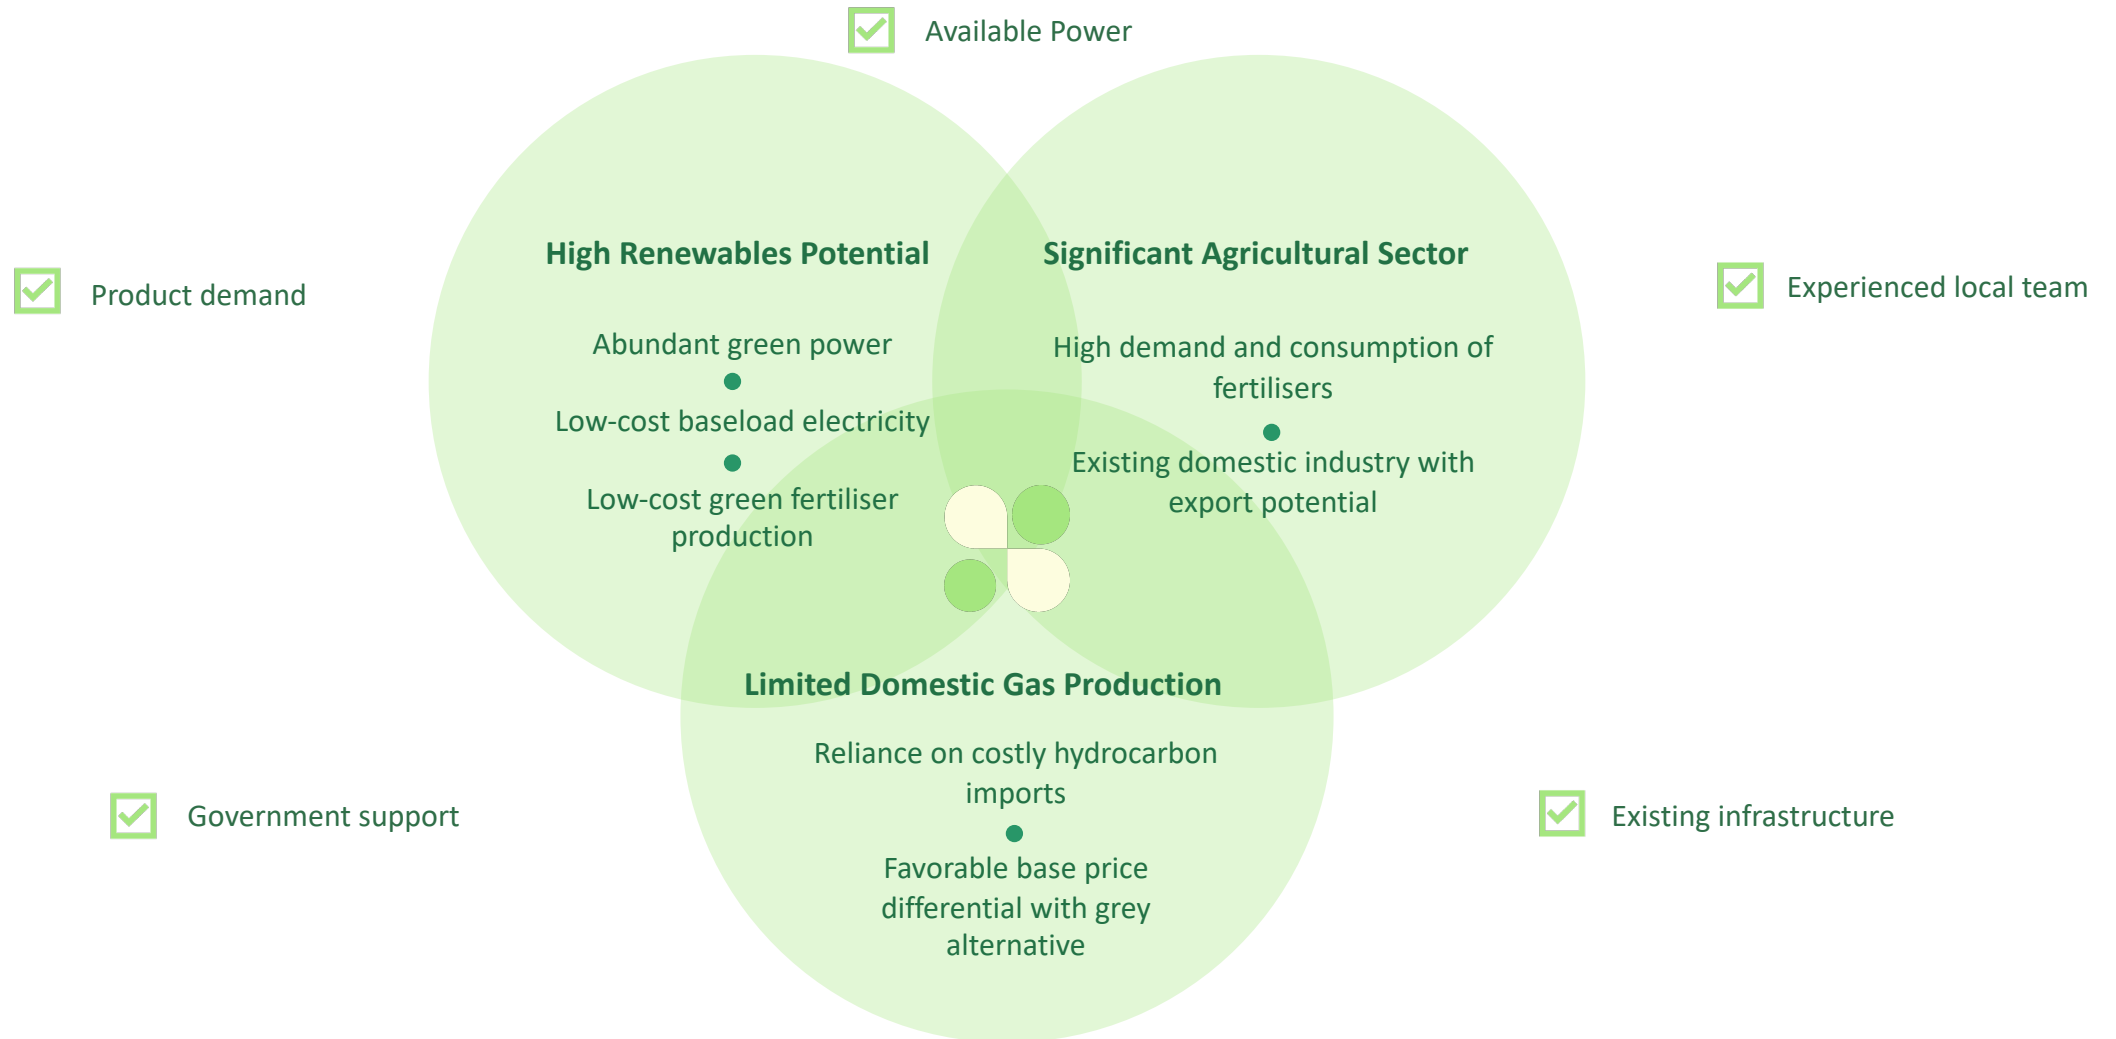 Available Power
Product demand
Experienced local team
High Renewables Potential
Abundant green power
Low-cost baseload electricity
Low-cost green fertiliser
production
Significant Agricultural Sector
High demand and consumption of
fertilisers
Existing domestic industry with
export potential
Limited Domestic Gas Production
Reliance on costly hydrocarbon
imports
Favorable base price
differential with grey
alternative
Government support
Existing infrastructure